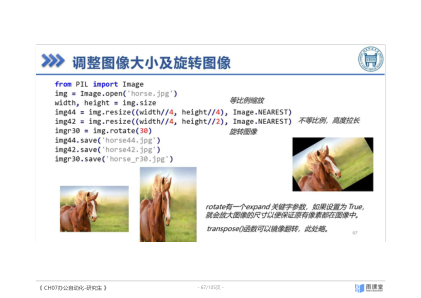 调整图像大小及旋转图像
from PIL import Image
img = Image.open('horse.jpg')
width, height = img.size
等比例缩放
img44 = img.resize((width//4, height//4), Image.NEAREST)
img42 = img.resize((width//4, height//2), Image.NEAREST) 不等比例，高度拉长
imgr30 = img.rotate(30) 旋转图像
img44.save('horse44.jpg')
img42.save('horse42.jpg')
imgr30.save('horse_r30.jpg')
rotate有一个expand 关键字参数，如果设置为 True,
就会放大图像的尺寸以便保证原有像素都在图像中。
transpose()函数可以镜像翻转，此处略。
67
《 CH07办公自动化-研究生 》
- 67/105页 -
雨课堂